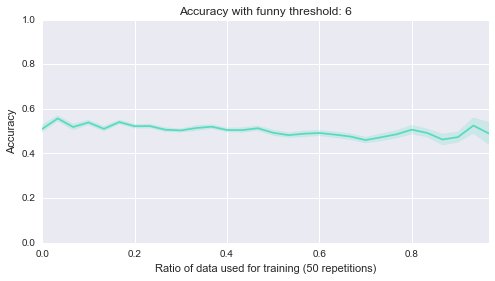 Accuracy with funny threshold: 6
1.0
0.8
0.6
0.4
0.2
0.0
Accuracy
0.0 0.2 0.4 0.6 0.8
Ratio of data used for training (50 repetitions)